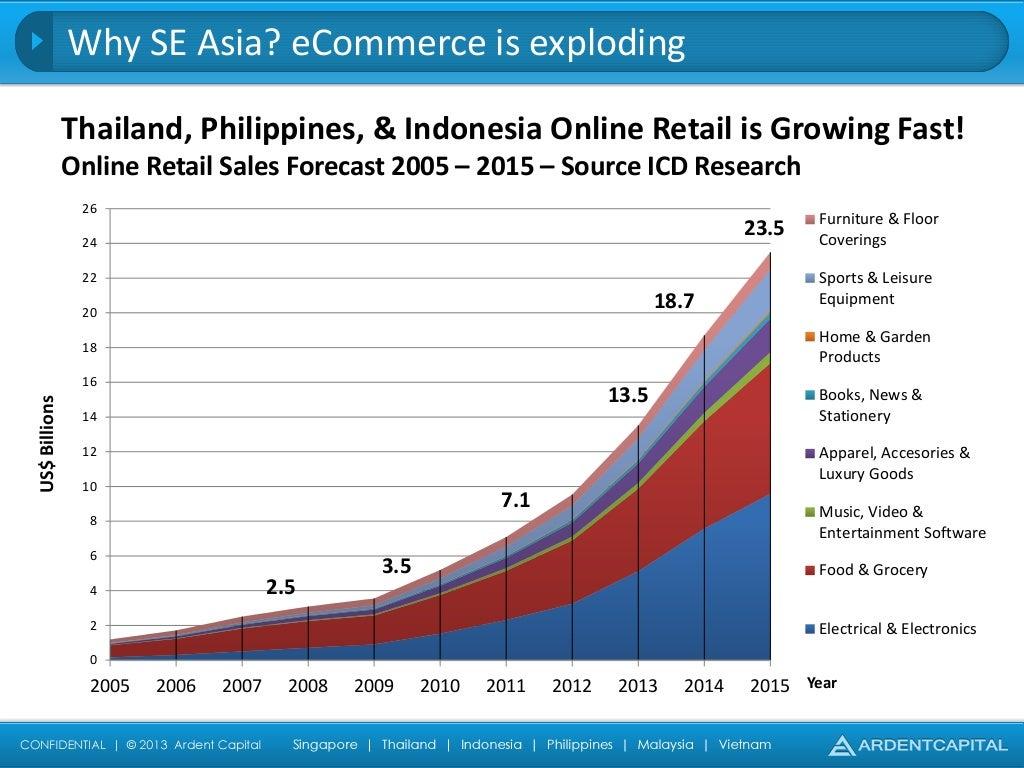 Why SE Asia? eCommerce is exploding
Thailand, Philippines, & Indonesia Online Retail is Growing Fast!
Online Retail Sales Forecast 2005 – 2015 – Source ICD Research
26
24
22
20
18
16
14
12
10
8
6
4
2
0
US$ Billions
2.5
3.5
7.1
13.5
18.7
23.5
2005 2006 2007 2008 2009 2010 2011 2012 2013 2014 2015 Year
Furniture & Floor
Coverings
Sports & Leisure
Equipment
Home & Garden
Products
Books, News &
Stationery
Apparel, Accesories &
Luxury Goods
Music, Video &
Entertainment Software
Food & Grocery
Electrical & Electronics
CONFIDENTIAL | © 2013 Ardent Capital Singapore | Thailand | Indonesia | Philippines | Malaysia | Vietnam ARDENTCAPITAL